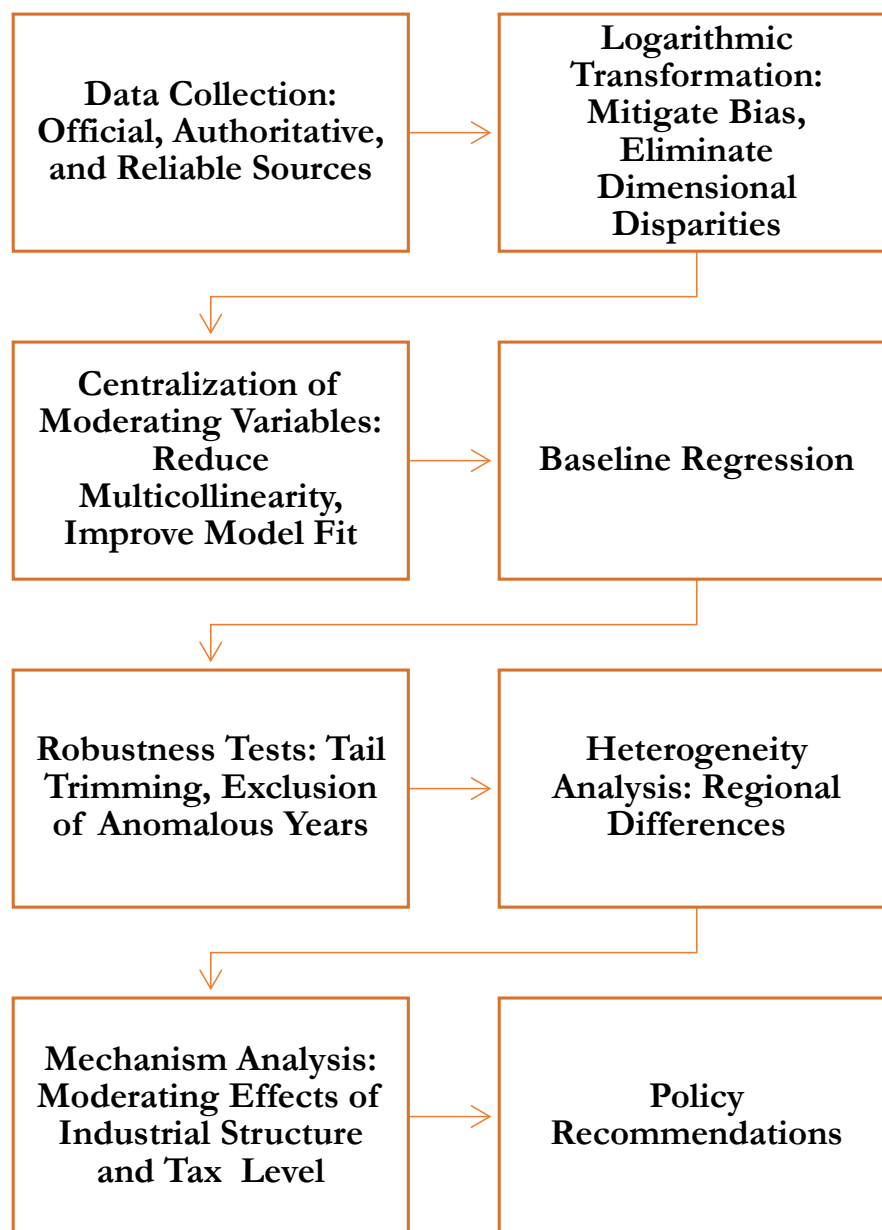 Data Collection:
Official, Authoritative,
and Reliable Sources
Logarithmic
Transformation:
Mitigate Bias,
Eliminate
Dimensional
Disparities
Centralization of
Moderating Variables:
Reduce
Multicollinearity,
Improve Model Fit
Baseline Regression
Robustness Tests: Tail
Trimming, Exclusion
of Anomalous Years
Heterogeneity
Analysis: Regional
Differences
Mechanism Analysis:
Moderating Effects of
Industrial Structure
and Tax Level
Policy
Recommendations